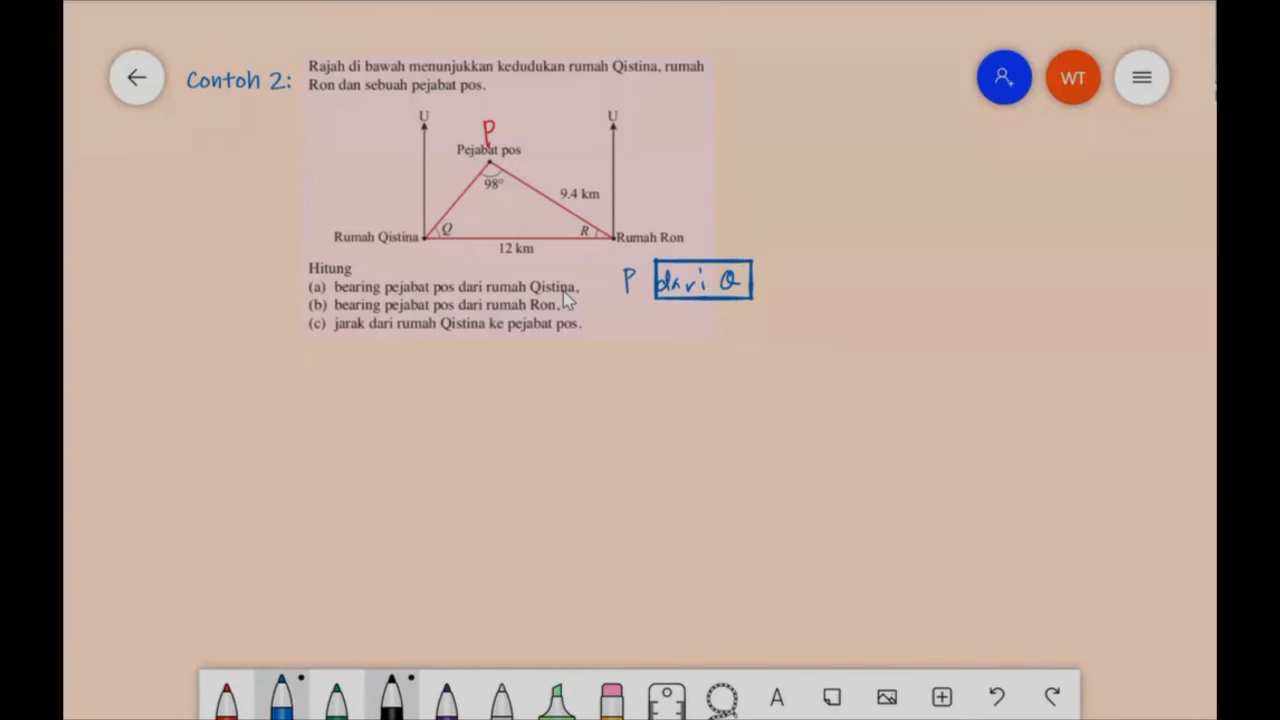 Contoh 2:
Rajah di bawah menunjukkan kedudukan rumah Qistina, rumah
Ron dan sebuah pejabat pos.
U
U
P
Pejabat pos
98°
9.4 km
Rumah Qistina
Q
R
Rumah Ron
12 km
Hitung
(a) bearing pejabat pos dari rumah Qistina,
P dari Q
(b) bearing pejabat pos dari rumah Ron,
(c) jarak dari rumah Qistina ke pejabat pos.
WT
A